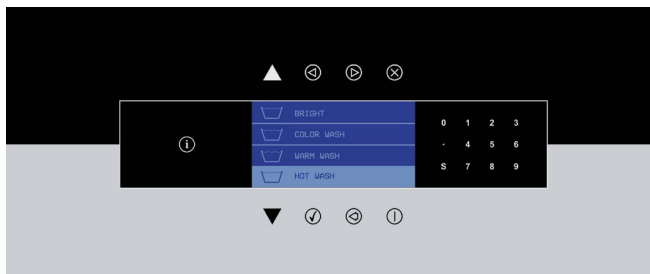 i
BRIGHT
COLOR WASH
WARM WASH
HOT WASH
0 1 2 3
. 4 5 6
S 7 8 9